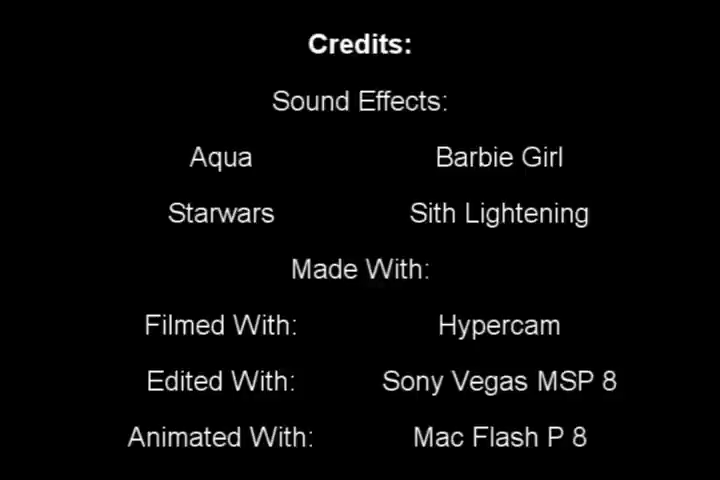 Credits:
Sound Effects:
Aqua Barbie Girl
Starwars Sith Lightening
Made With:
Filmed With: Hypercam
Edited With: Sony Vegas MSP 8
Animated With: Mac Flash P 8